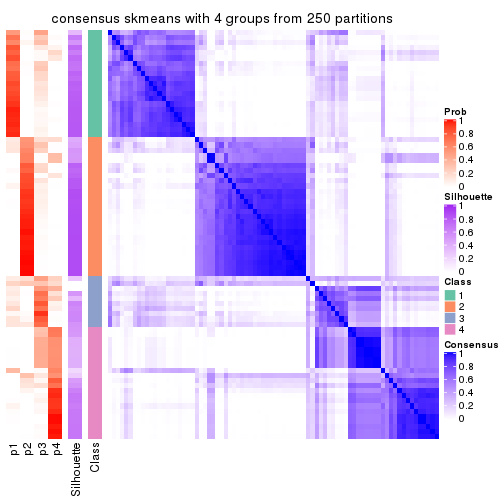 consensus skmeans with 4 groups from 250 partitions
p1
p2
p3
p4
Silhouette
Class
Prob
1
0.8
0.6
0.4
0.2
0
Silhouette
1
0.8
0.6
0.4
0.2
0
Class
1
2
3
4
Consensus
1
0.8
0.6
0.4
0.2
0